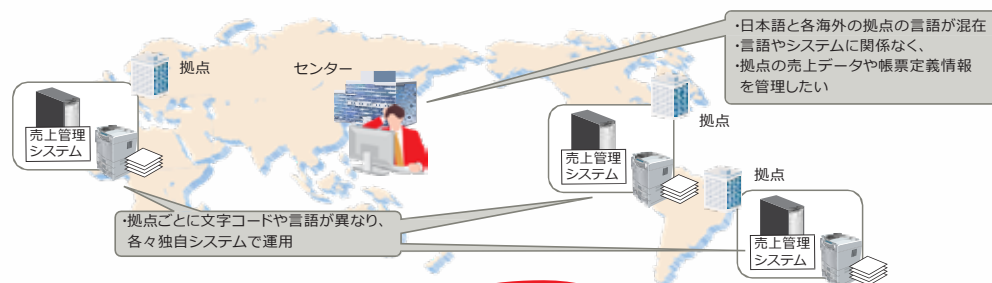 ・日本語と各海外の拠点の言語が混在
・言語やシステムに関係なく、
・拠点の売上データや帳票定義情報
を管理したい
拠点
センター
売上管理
システム
拠点
売上管理
システム
拠点
・拠点ごとに文字コードや言語が異なり、
各々独自システムで運用
売上管理
システム